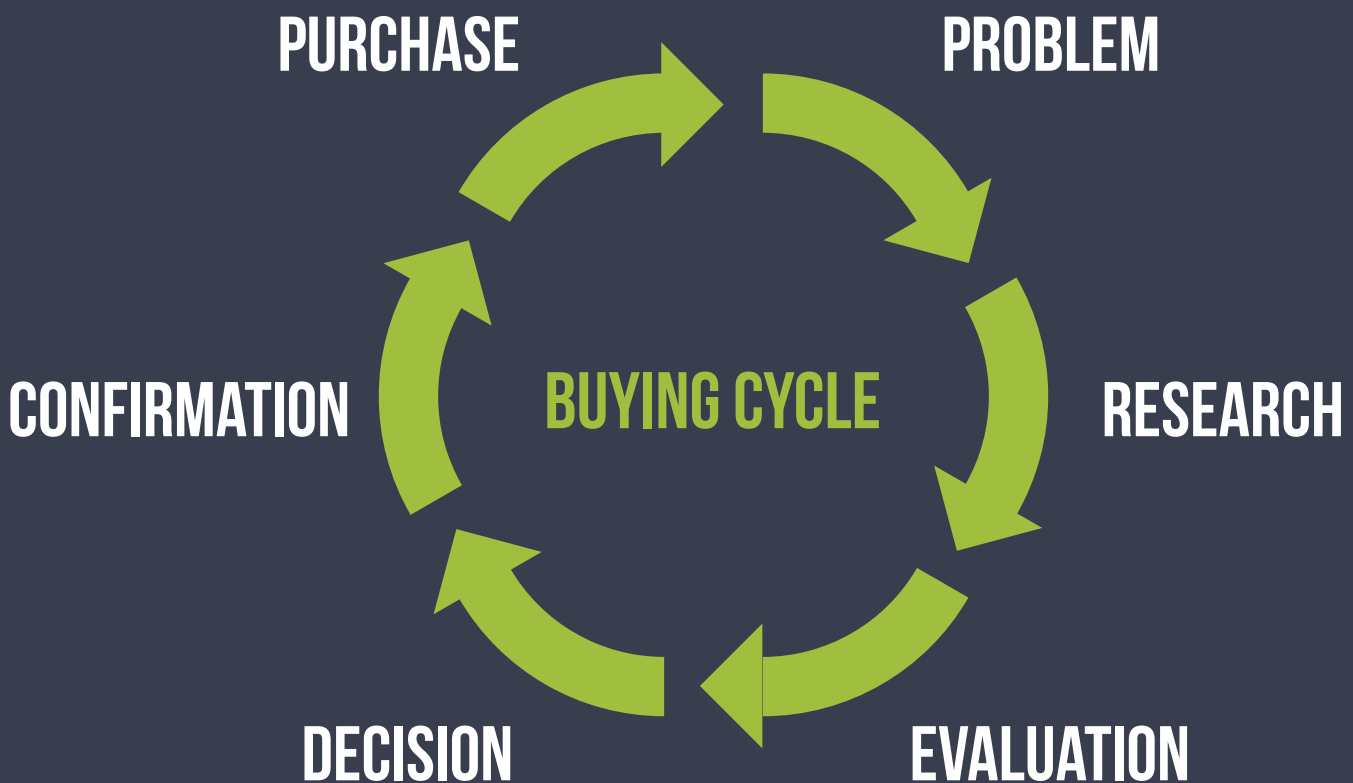 PURCHASE
PROBLEM
CONFIRMATION
BUYING CYCLE
RESEARCH
DECISION
EVALUATION